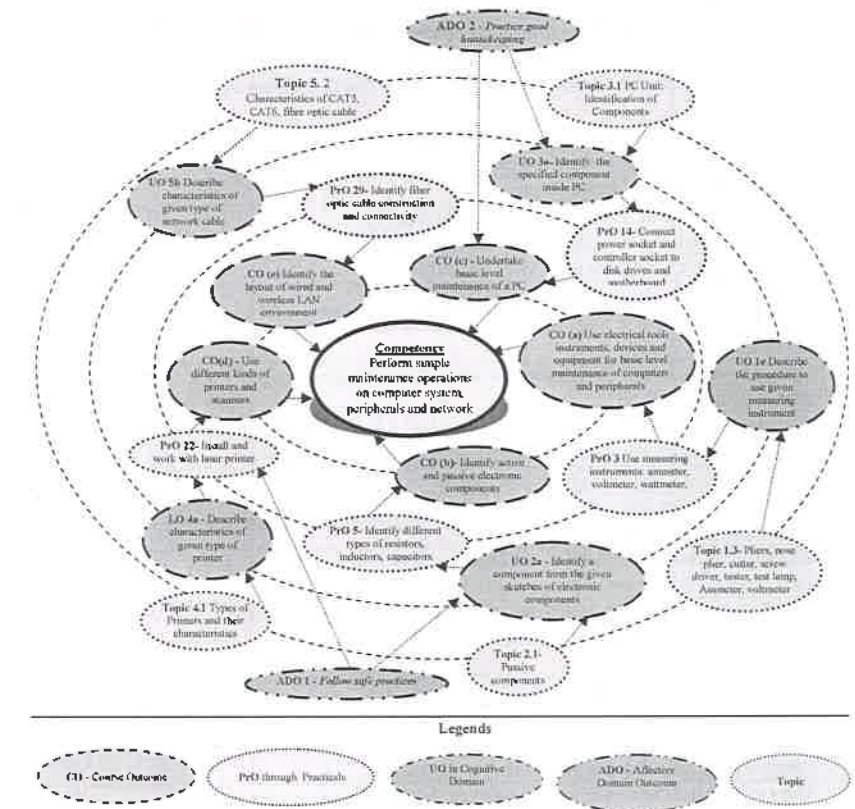 ADO 2 - Practice good
housekeeping
Topic 5. 2
Characteristics of CAT5,
CAT6, fibre optic cable
Topic 3.1 PC Unit:
Identification of
Components
UO 5b Describe
characteristics of
given type of
network cable
PrO 29- Identify fiber
optic cable construction
and connectivity
UO 3a- Identify the
specified component
inside PC
PrO 14- Connect
power socket and
controller socket to
disk drives and
motherboard
CO (e) Identify the
layout of wired and
wireless LAN
environment
CO (c) - Undertake
basic level
maintenance of a PC
Competency
Perform sample
maintenance operations
on computer system,
peripherals and network
CO (a) Use electrical tools
instruments, devices and
equipment for basic level
maintenance of computers
and peripherals
CO(d) - Use
different kinds of
printers and
scanners
UO 1e Describe
the procedure to
use given
measuring
instrument
PrO 22- Install and
work with laser printer
CO (b)- Identify active
and passive electronic
components
PrO 3 Use measuring
instruments: ammeter,
voltmeter, wattmeter,
UO 4a - Describe
characteristics of
given type of
printer
PrO 5- Identify different
types of resistors,
inductors, capacitors
UO 2a - Identify a
component from the given
sketches of electronic
components
Topic 1.3- Pliers, nose
plier, cutter, screw
driver, tester, test lamp,
Ammeter, voltmeter
Topic 4.1 Types of
Printers and their
characteristics
Topic 2.1-
Passive
components
ADO 1 - Follow safe practices
Legends
CO - Course Outcome
PrO through Practicals
UO in Cognitive
Domain
ADO - Affective
Domain Outcome
Topic